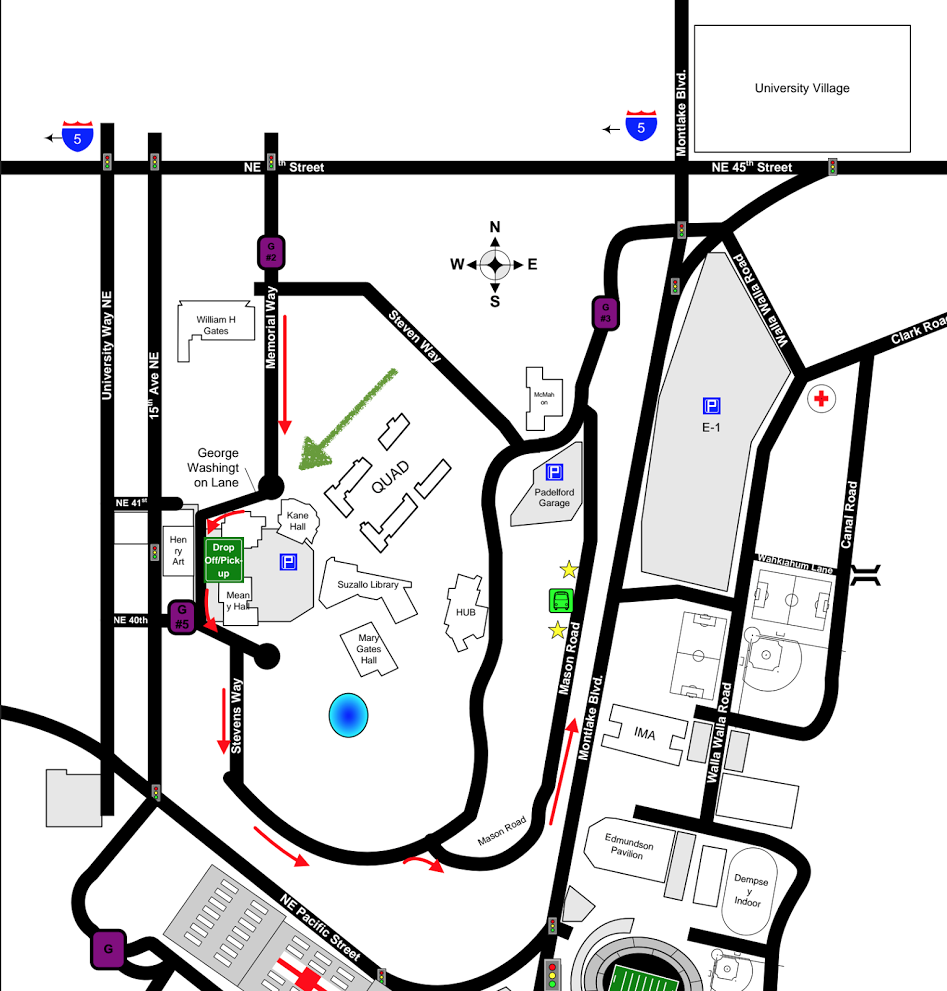 University Village
Montlake Blvd.
5
5
NE
th Street
NE 45th Street
N
W
E
S
G
#2
G
#3
University Way NE
15th Ave NE
Memorial Way
William H
Gates
Steven Way
Walla Walla Road
Clark Road
McMah
on
P
E-1
George
Washingt
on Lane
QUAD
P
Padelford
Garage
Canal Road
NE 41st
Hen
ry
Art
Kane
Hall
Drop
Off/Pick-
up
P
Mean
y Hall
Suzallo Library
HUB
Wahkiahum Lane
NE 40th
G
#5
Mary
Gates
Hall
Mason Road
Stevens Way
Montlake Blvd.
IMA
Walla Walla Road
Mason Road
Edmundson
Pavilion
Dempse
y
Indoor
NE Pacific Street
G